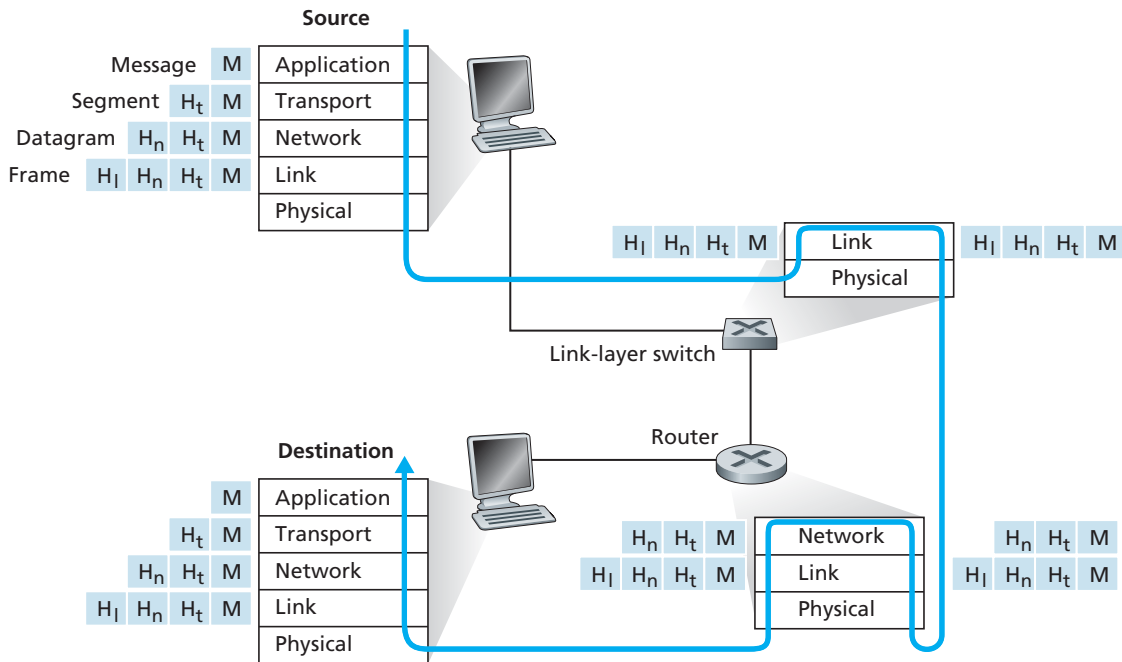 Source
Message M Application
Segment Ht M Transport
Datagram Hn Ht M Network
Frame Hl Hn Ht M Link
Physical
Hl Hn Ht M Link Hl Hn Ht M
Physical
Link-layer switch
Router
Destination
M Application
Ht M Transport
Hn Ht M Network
Hl Hn Ht M Link
Physical
Hn Ht M Network Hn Ht M
Hl Hn Ht M Link Hl Hn Ht M
Physical